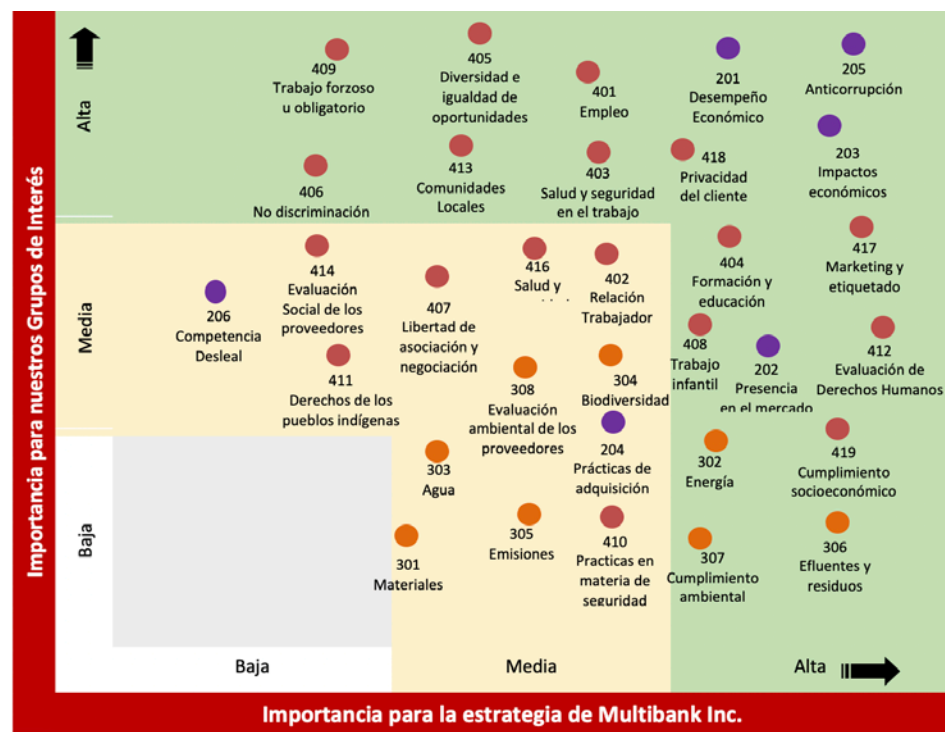 Importancia para nuestros Grupos de Interés
Alta
409
Trabajo forzoso
u obligatorio
405
Diversidad e
igualdad de
oportunidades
401
Empleo
201
Desempeño
Económico
205
Anticorrupción
406
No discriminación
413
Comunidades
Locales
403
Salud y seguridad
en el trabajo
418
Privacidad
del cliente
203
Impactos
económicos
Media
206
Competencia
Desleal
414
Evaluación
Social de los
proveedores
407
Libertad de
asociación y
negociación
416
Salud y
402
Relación
Trabajador
404
Formación y
educación
417
Marketing y
etiquetado
411
Derechos de los
pueblos indígenas
308
Evaluación
ambiental de los
proveedores
304
Biodiversidad
408
Trabajo
infantil
202
Presencia
en el mercado
412
Evaluación de
Derechos Humanos
Baja
303
Agua
204
Prácticas de
adquisición
302
Energía
419
Cumplimiento
socioeconómico
301
Materiales
305
Emisiones
410
Practicas en
materia de
seguridad
307
Cumplimiento
ambiental
306
Efluentes y
residuos
Baja
Media
Alta
Importancia para la estrategia de Multibank Inc.